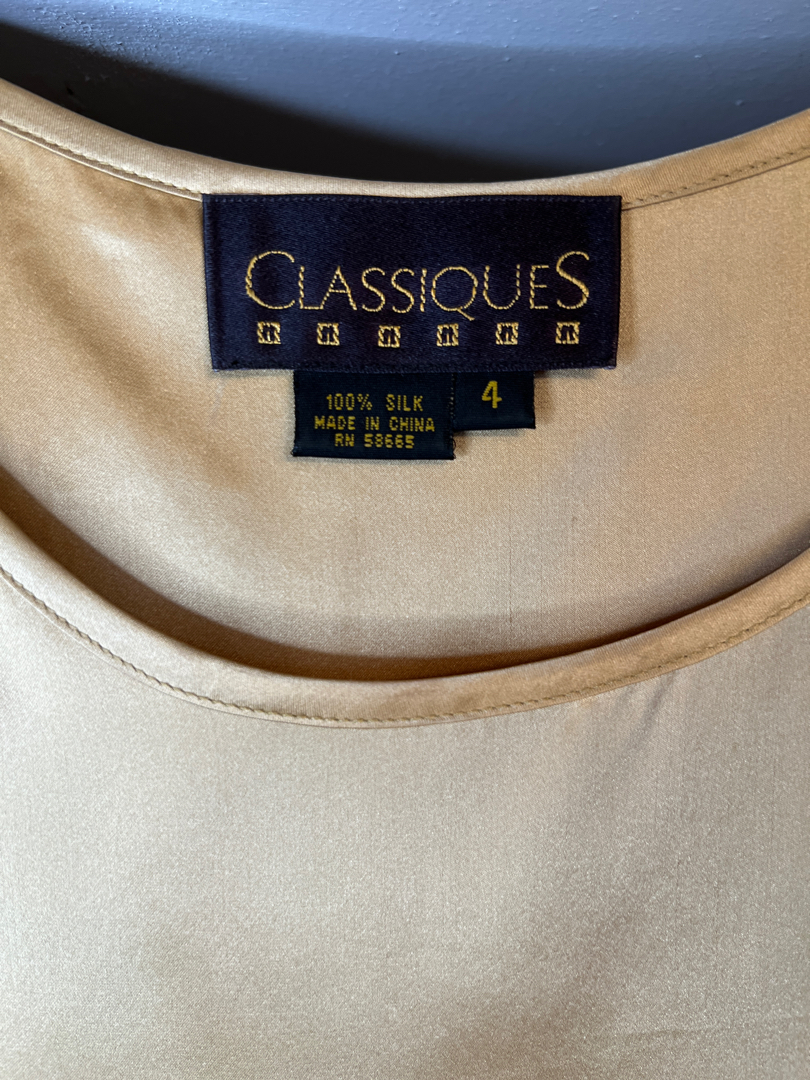 CLASSIQUES
100% SILK
MADE IN CHINA
RN 58665
4